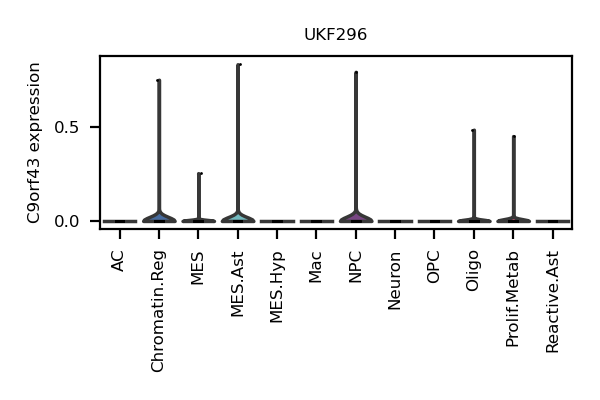 UKF296
C9orf43 expression
0.5
0.0
AC
Chromatin.Reg
MES
MES.Ast
MES.Hyp
Mac
NPC
Neuron
OPC
Oligo
Prolif.Metab
Reactive.Ast